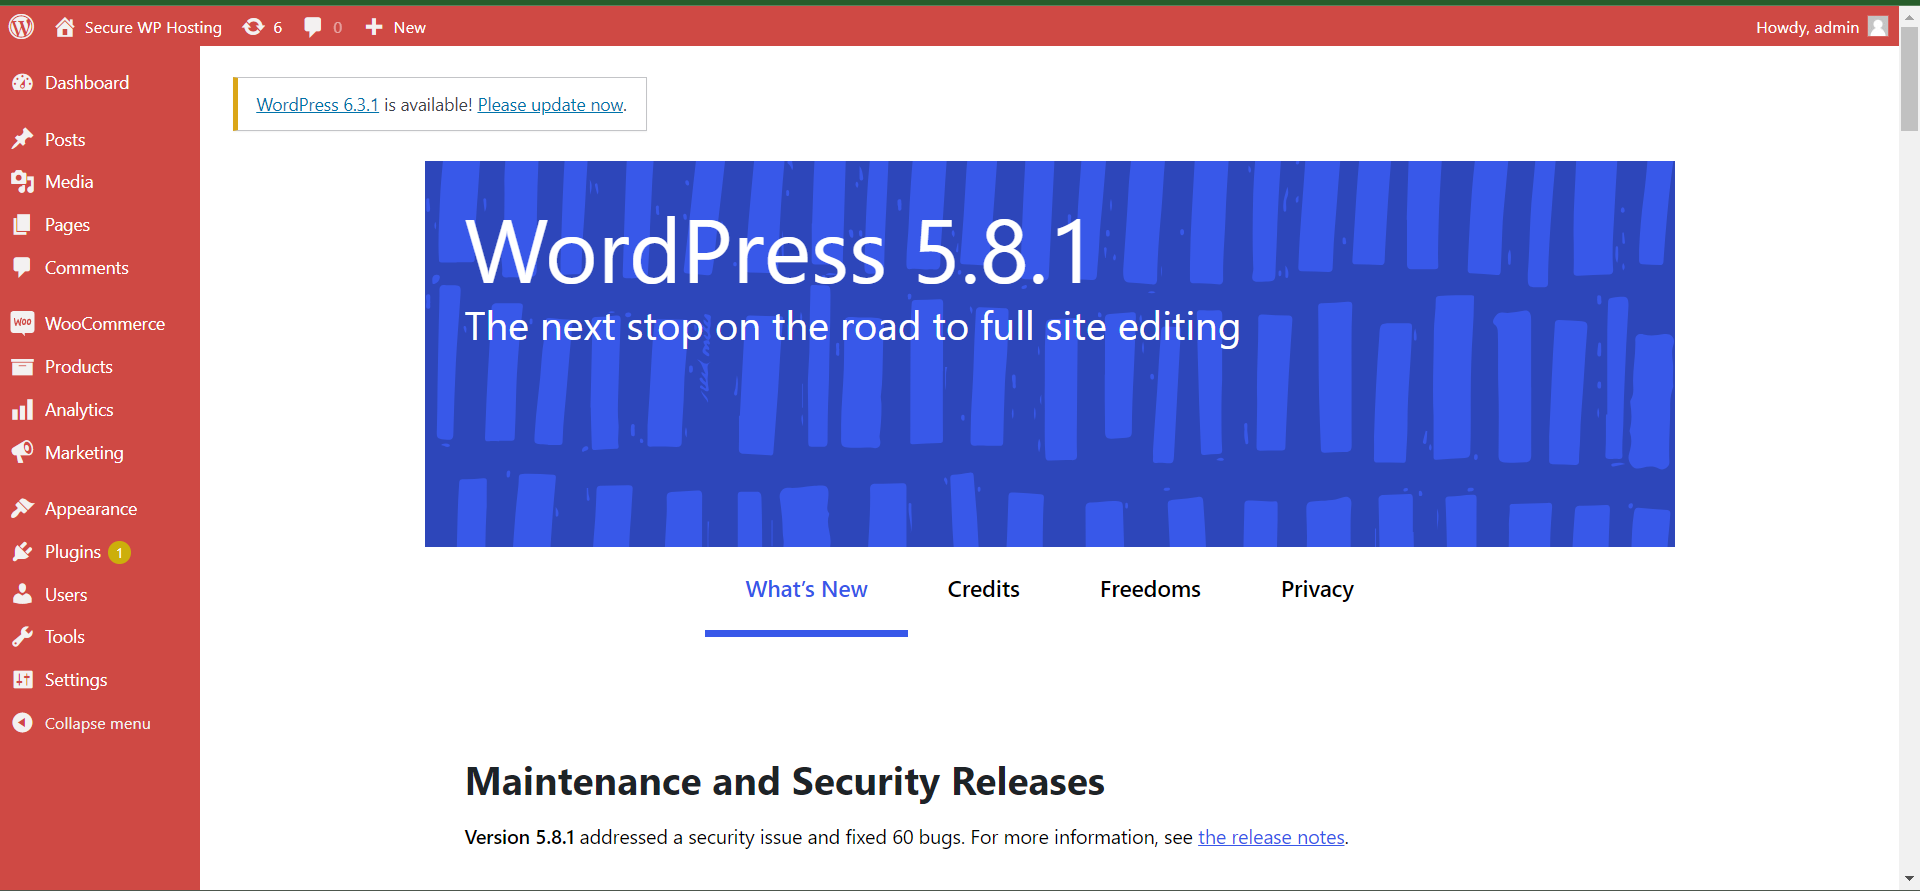 Secure WP Hosting 6 0 New Howdy, admin
Dashboard
Posts
Media
Pages
Comments
Woo WooCommerce
Products
Analytics
Marketing
Appearance
Plugins 1
Users
Tools
Settings
Collapse menu
WordPress 6.3.1 is available! Please update now.
WordPress 5.8.1
The next stop on the road to full site editing
What’s New Credits Freedoms Privacy
Maintenance and Security Releases
Version 5.8.1 addressed a security issue and fixed 60 bugs. For more information, see the release notes.